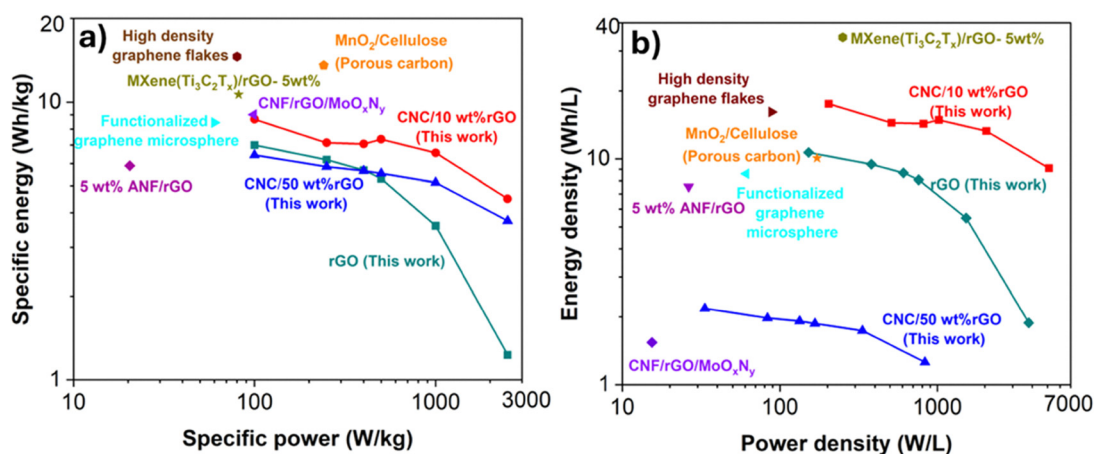 a)
20
10
1
Specific energy (Wh/kg)
High density
graphene flakes
MnO₂/Cellulose
(Porous carbon)
MXene(Ti₃C₂Tₓ)/rGO- 5wt%
CNF/rGO/MoOₓNᵧ
Functionalized
graphene microsphere
CNC/10 wt%rGO
(This work)
5 wt% ANF/rGO
CNC/50 wt%rGO
(This work)
rGO (This work)
10
100
1000
3000
Specific power (W/kg)
b)
40
10
1
Energy density (Wh/L)
MXene(Ti₃C₂Tₓ)/rGO- 5wt%
High density
graphene flakes
CNC/10 wt%rGO
(This work)
MnO₂/Cellulose
(Porous carbon)
rGO (This work)
5 wt% ANF/rGO
Functionalized
graphene
microsphere
CNC/50 wt%rGO
(This work)
CNF/rGO/MoOₓNᵧ
10
100
1000
7000
Power density (W/L)